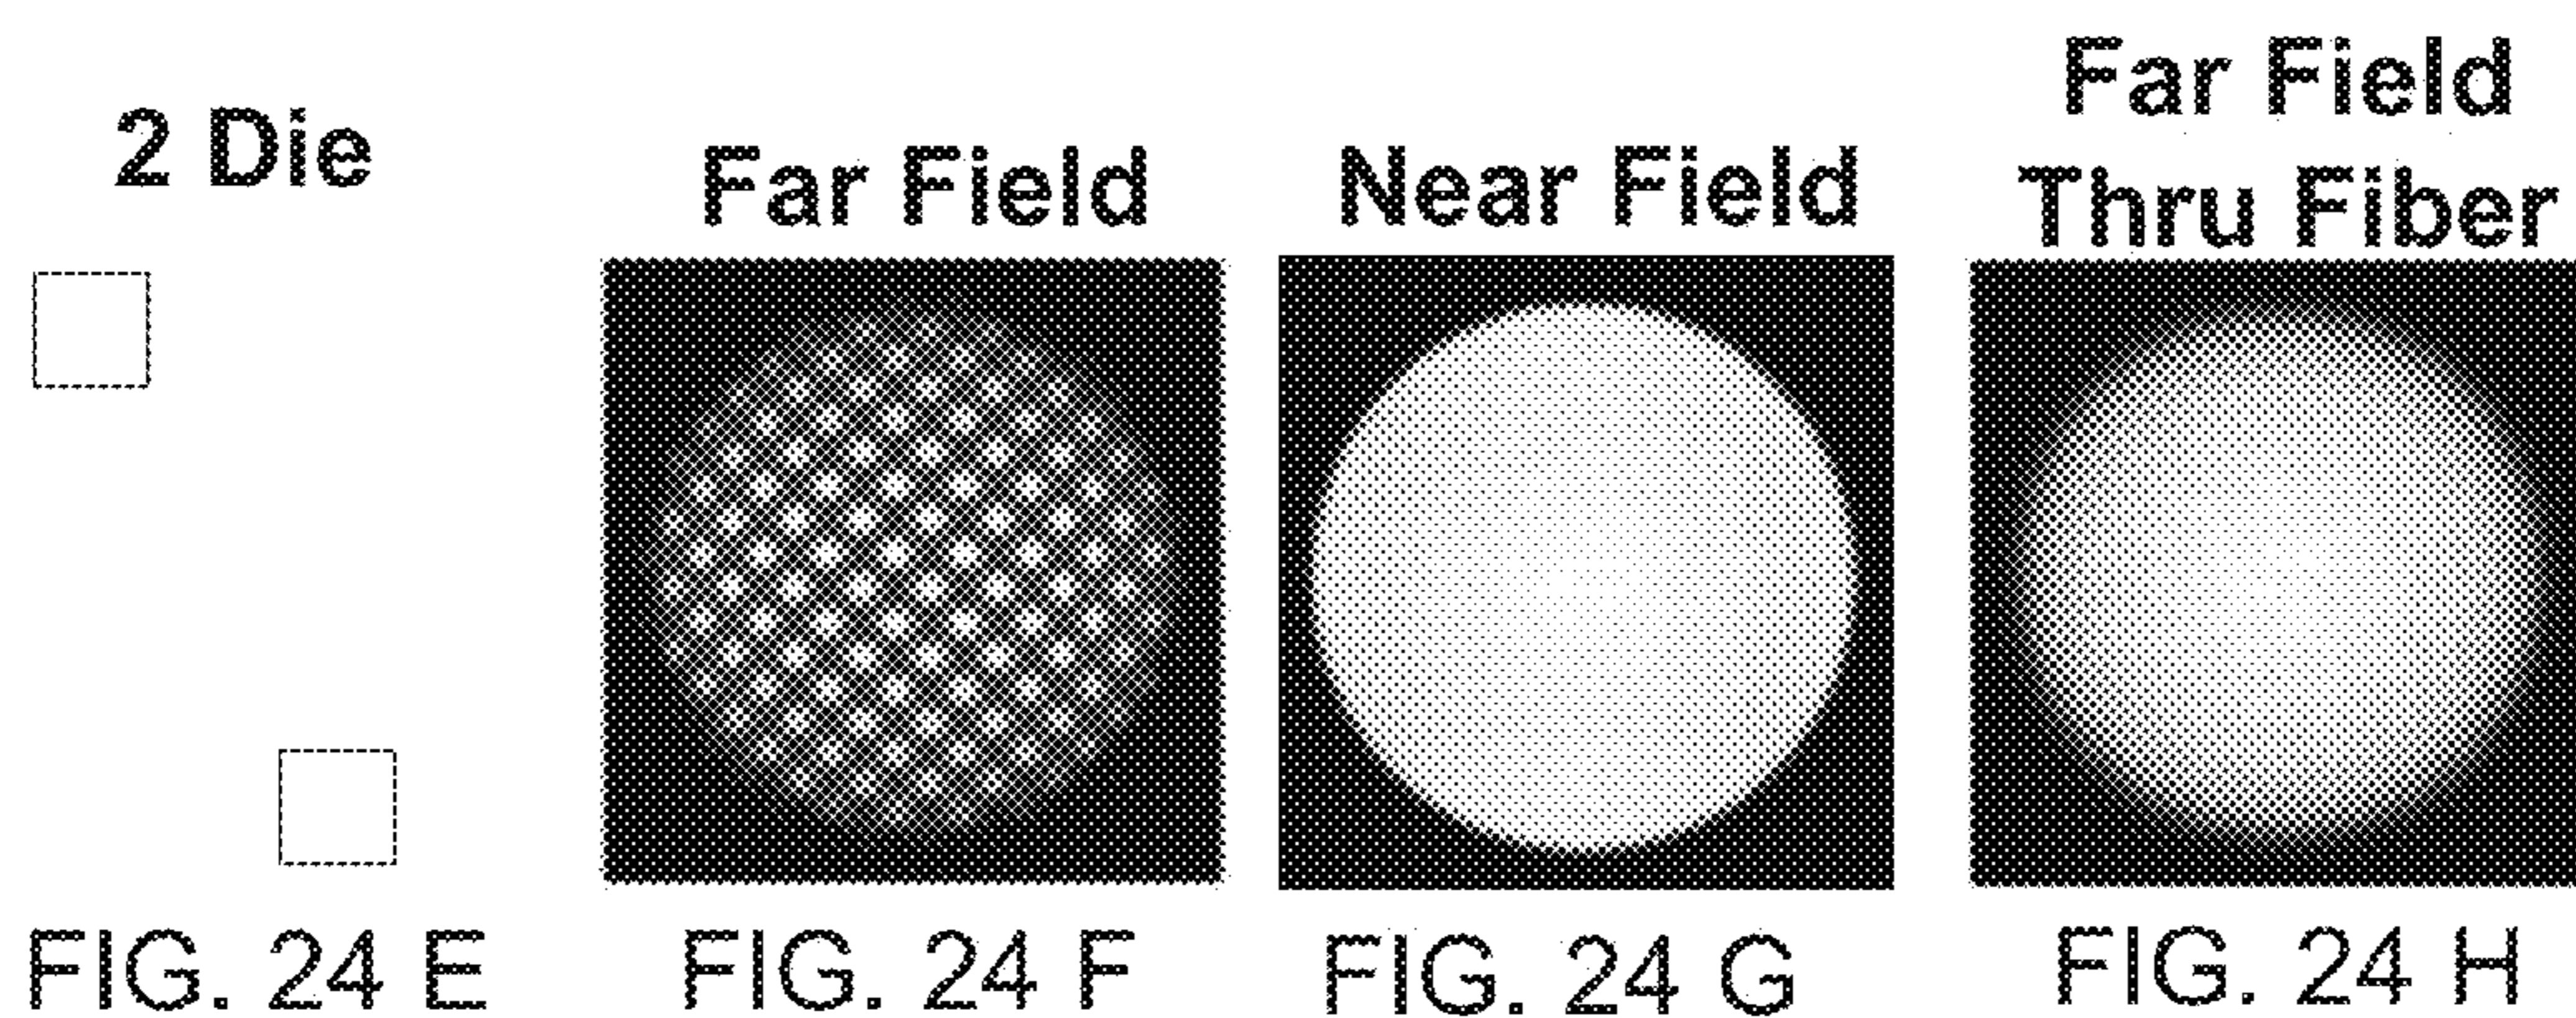 2 Die
Far Field
Near Field
Far Field
Thru Fiber
FIG. 24 E
FIG. 24 F
FIG. 24 G
FIG. 24 H